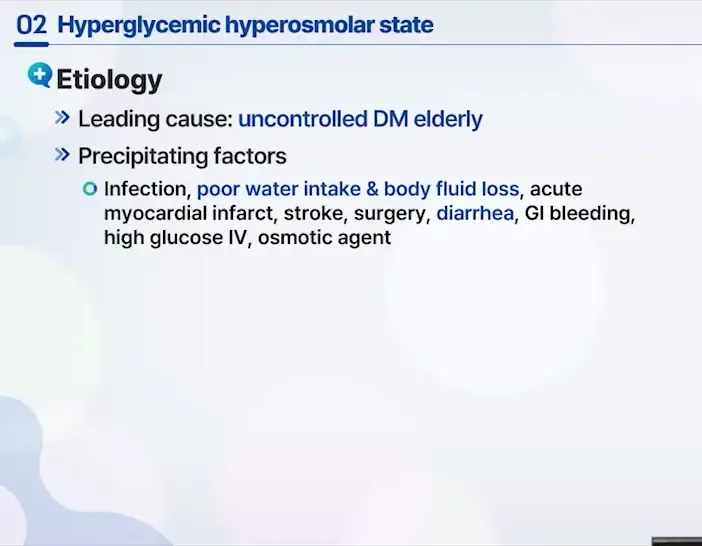 02 Hyperglycemic hyperosmolar state
Etiology
Leading cause: uncontrolled DM elderly
Precipitating factors
Infection, poor water intake & body fluid loss, acute
myocardial infarct, stroke, surgery, diarrhea, GI bleeding,
high glucose IV, osmotic agent